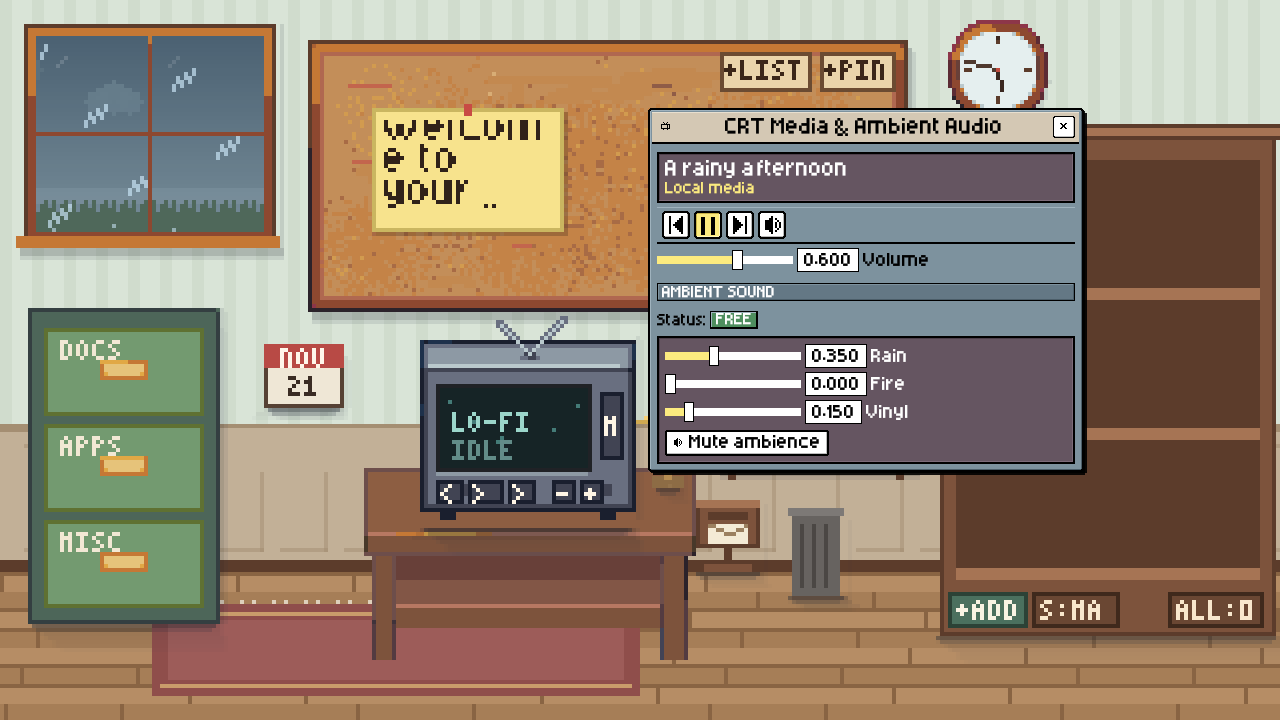 +LIST
+PIN
welcom
e to
your ..
CRT Media & Ambient Audio
A rainy afternoon
Local media
0.600 Volume
AMBIENT SOUND
Status: FREE
0.350 Rain
0.000 Fire
0.150 Vinyl
Mute ambience
DOCS
APPS
MISC
NOV
21
LO-FI
IDLE
M
+ADD
S:MA
ALL:0